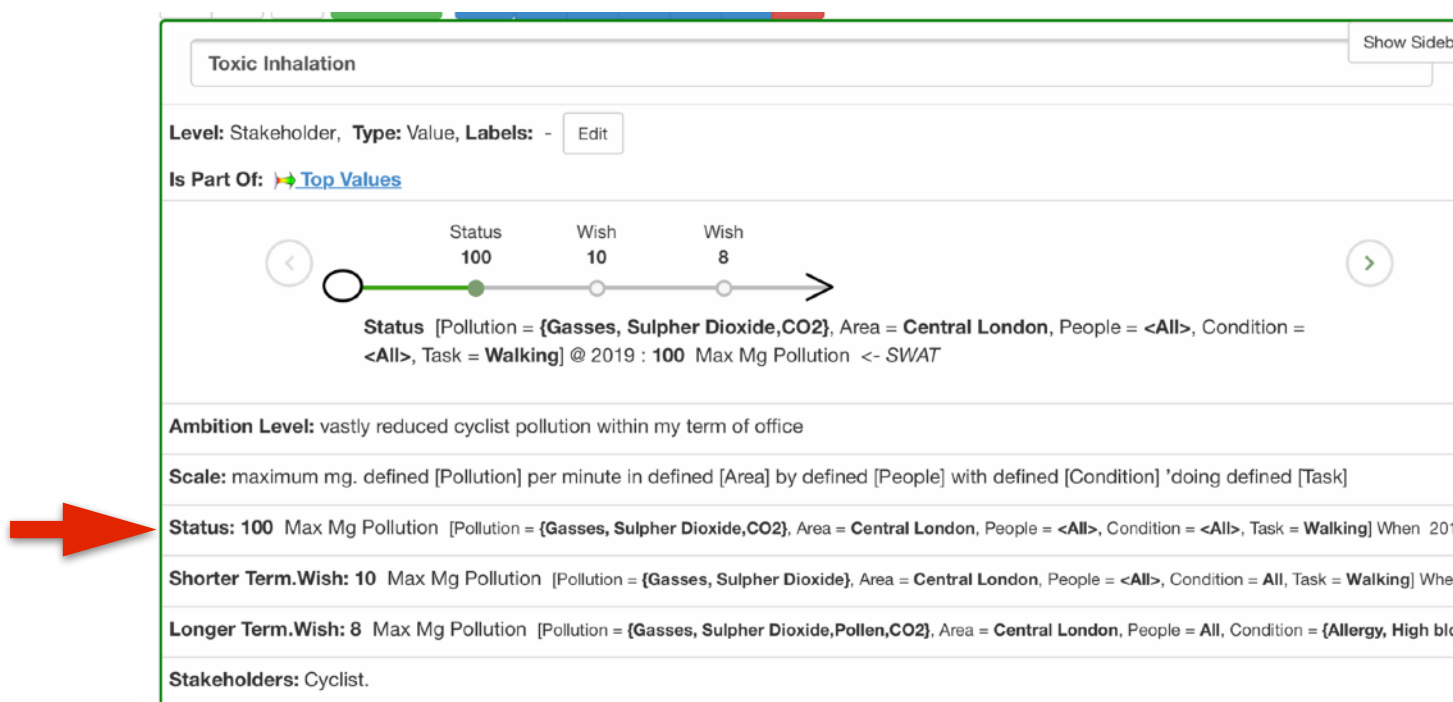 Show Sideb
Toxic Inhalation
Level: Stakeholder, Type: Value, Labels: - Edit
Is Part Of: Top Values
Status Wish Wish
100 10 8
Status [Pollution = {Gasses, Sulpher Dioxide,CO2}, Area = Central London, People = <All>, Condition =
<All>, Task = Walking] @ 2019 : 100 Max Mg Pollution <- SWAT
Ambition Level: vastly reduced cyclist pollution within my term of office
Scale: maximum mg. defined [Pollution] per minute in defined [Area] by defined [People] with defined [Condition] 'doing defined [Task]
Status: 100 Max Mg Pollution [Pollution = {Gasses, Sulpher Dioxide,CO2}, Area = Central London, People = <All>, Condition = <All>, Task = Walking] When 201
Shorter Term.Wish: 10 Max Mg Pollution [Pollution = {Gasses, Sulpher Dioxide}, Area = Central London, People = <All>, Condition = All, Task = Walking] Whe
Longer Term.Wish: 8 Max Mg Pollution [Pollution = {Gasses, Sulpher Dioxide,Pollen,CO2}, Area = Central London, People = All, Condition = {Allergy, High blo
Stakeholders: Cyclist.